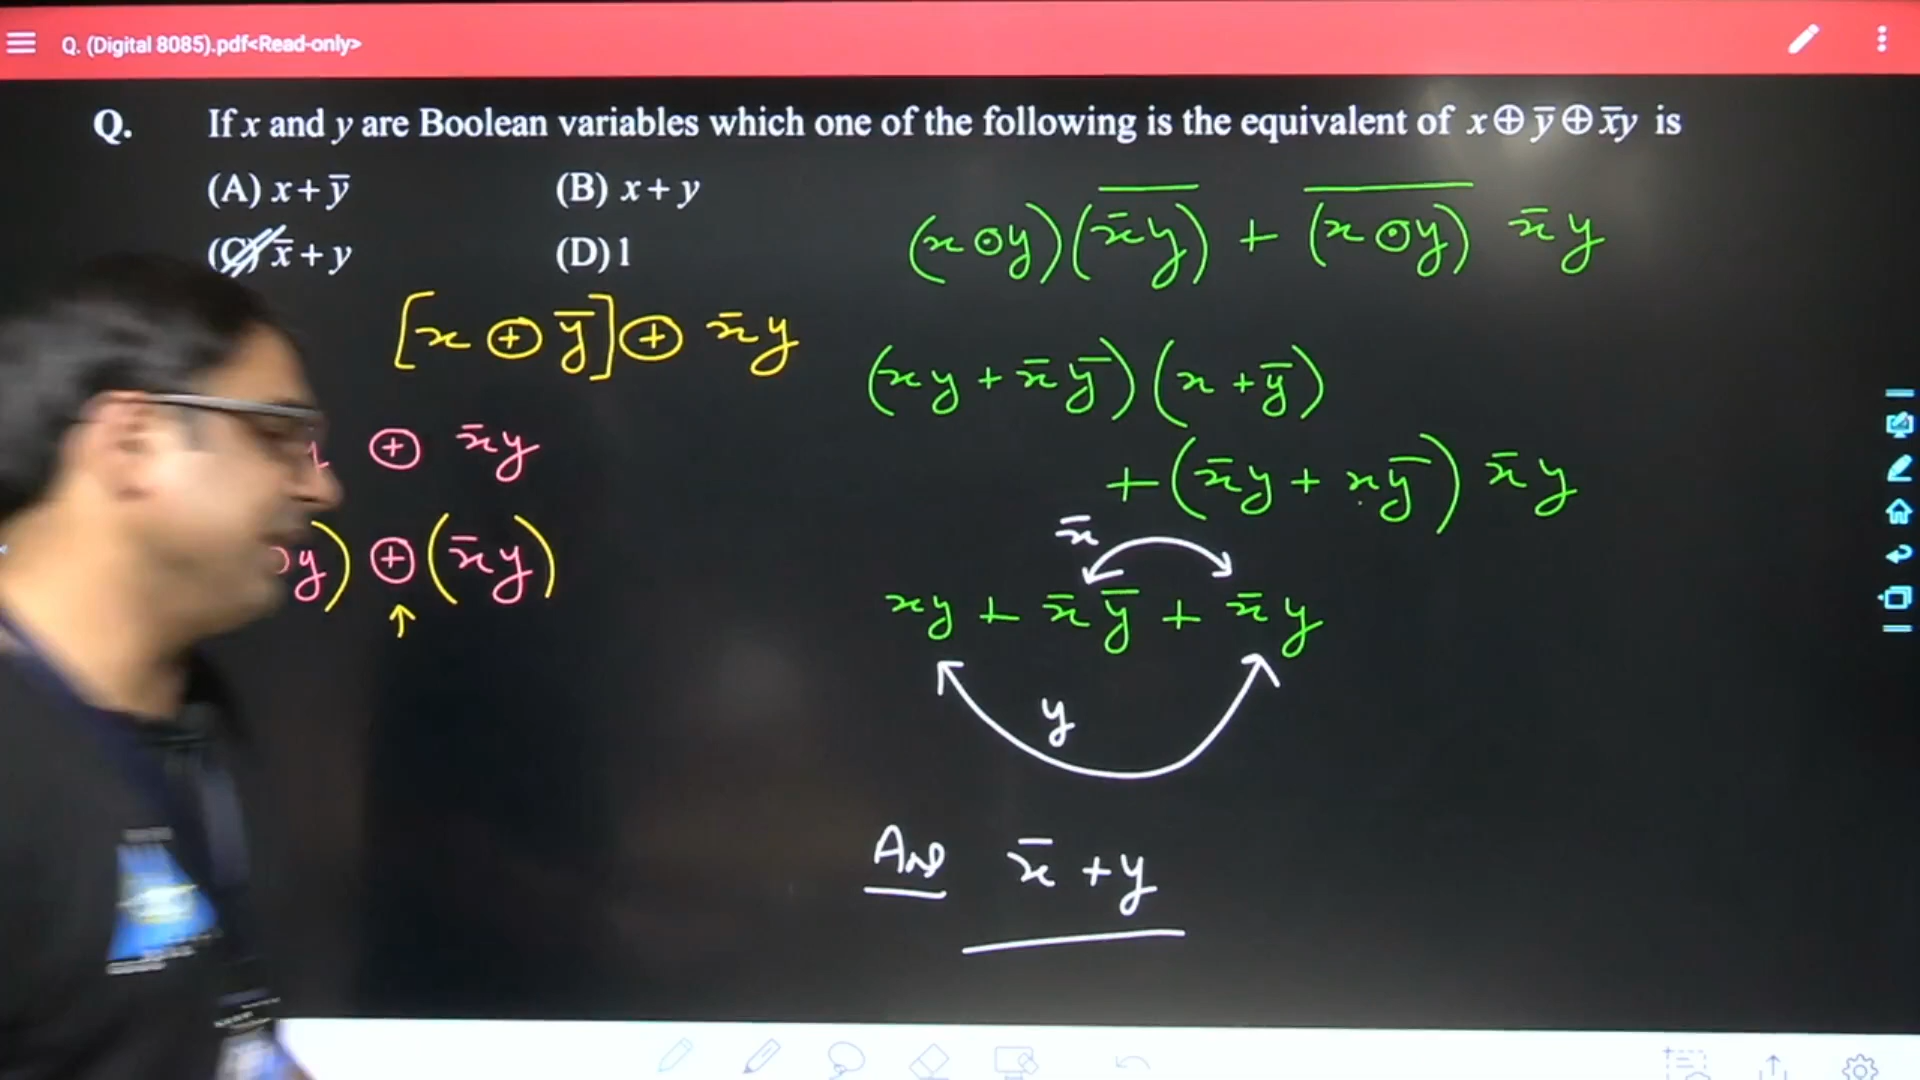 Q. (Digital 8085).pdf<Read-only>
Q. If x and y are Boolean variables which one of the following is the equivalent of x⊕y̅⊕x̅y is
(A) x+y̅ (B) x+y
(C) x̅+y (D) 1
[x ⊕ y̅] ⊕ x̅y
⊕ x̅y
y) ⊕ (x̅y)
↑
(x⊙y)(x̅y)̅ + (x⊙y)̅ x̅y
(xy + x̅y̅)(x + y̅)
+ (x̅y + xy̅) x̅y
x̅
xy + x̅y̅ + x̅y
y
Ans x̅ + y